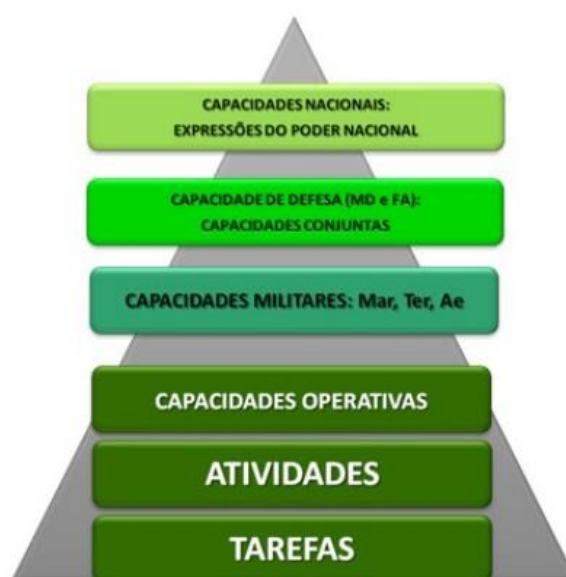 CAPACIDADES NACIONAIS:
EXPRESSÕES DO PODER NACIONAL
CAPACIDADE DE DEFESA (MD e FA):
CAPACIDADES CONJUNTAS
CAPACIDADES MILITARES: Mar, Ter, Ae
CAPACIDADES OPERATIVAS
ATIVIDADES
TAREFAS